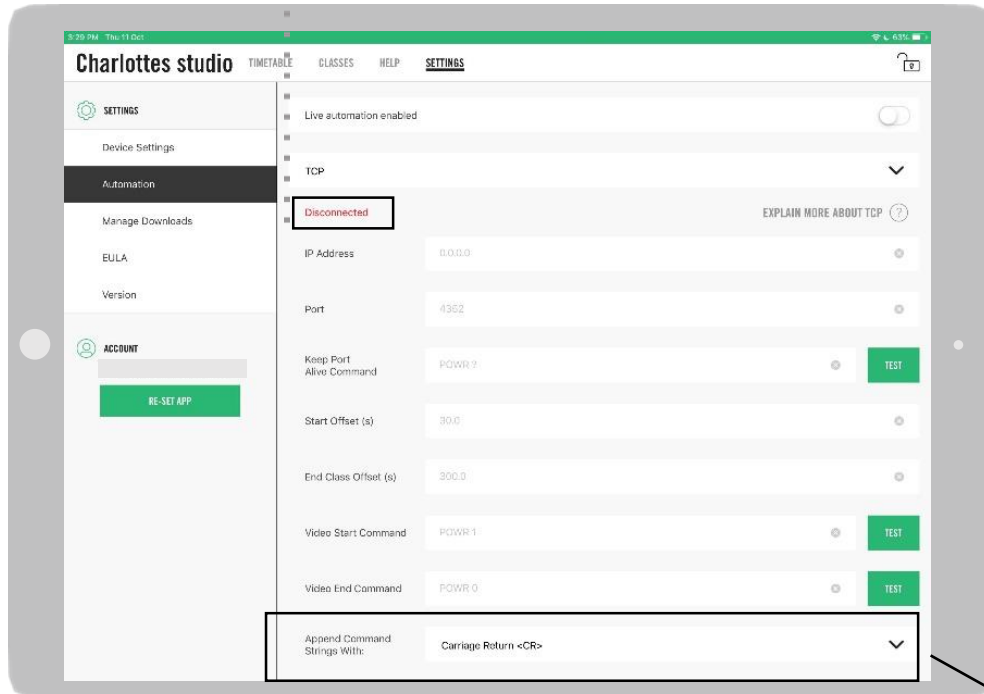 5:29 PM Thu 11 Oct
63%
Charlottes studio TIMETABLE CLASSES HELP SETTINGS
SETTINGS
Device Settings
Automation
Manage Downloads
EULA
Version
ACCOUNT
RE-SET APP
Live automation enabled
TCP
Disconnected
EXPLAIN MORE ABOUT TCP ?
IP Address 0.0.0.0
Port 4352
Keep Port
Alive Command
POWR ?
TEST
Start Offset (s) 30.0
End Class Offset (s) 300.0
Video Start Command POWR 1 TEST
Video End Command POWR 0 TEST
Append Command
Strings With:
Carriage Return <CR>